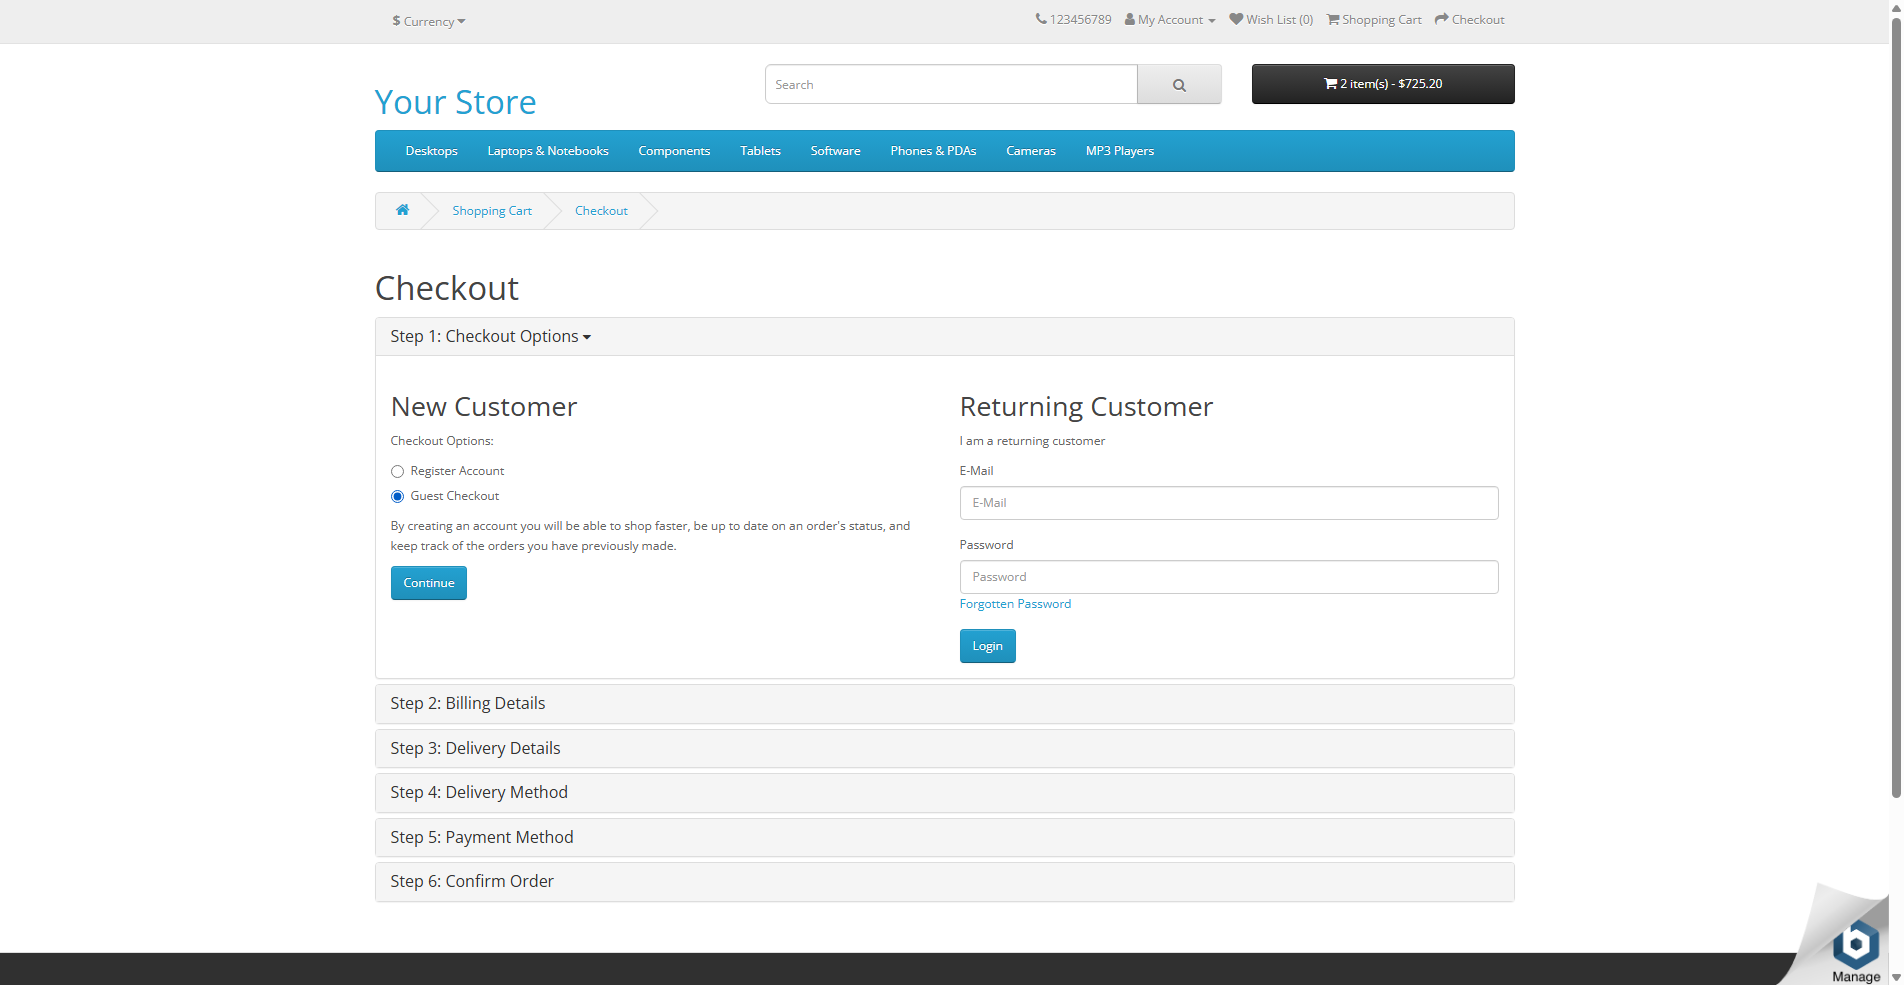 $ Currency
123456789 My Account Wish List (0) Shopping Cart Checkout
Your Store
Search
2 item(s) - $725.20
Desktops Laptops & Notebooks Components Tablets Software Phones & PDAs Cameras MP3 Players
Shopping Cart Checkout
Checkout
Step 1: Checkout Options
New Customer
Checkout Options:
Register Account
Guest Checkout
By creating an account you will be able to shop faster, be up to date on an order's status, and
keep track of the orders you have previously made.
Continue
Returning Customer
I am a returning customer
E-Mail
E-Mail
Password
Password
Forgotten Password
Login
Step 2: Billing Details
Step 3: Delivery Details
Step 4: Delivery Method
Step 5: Payment Method
Step 6: Confirm Order
b
Manage